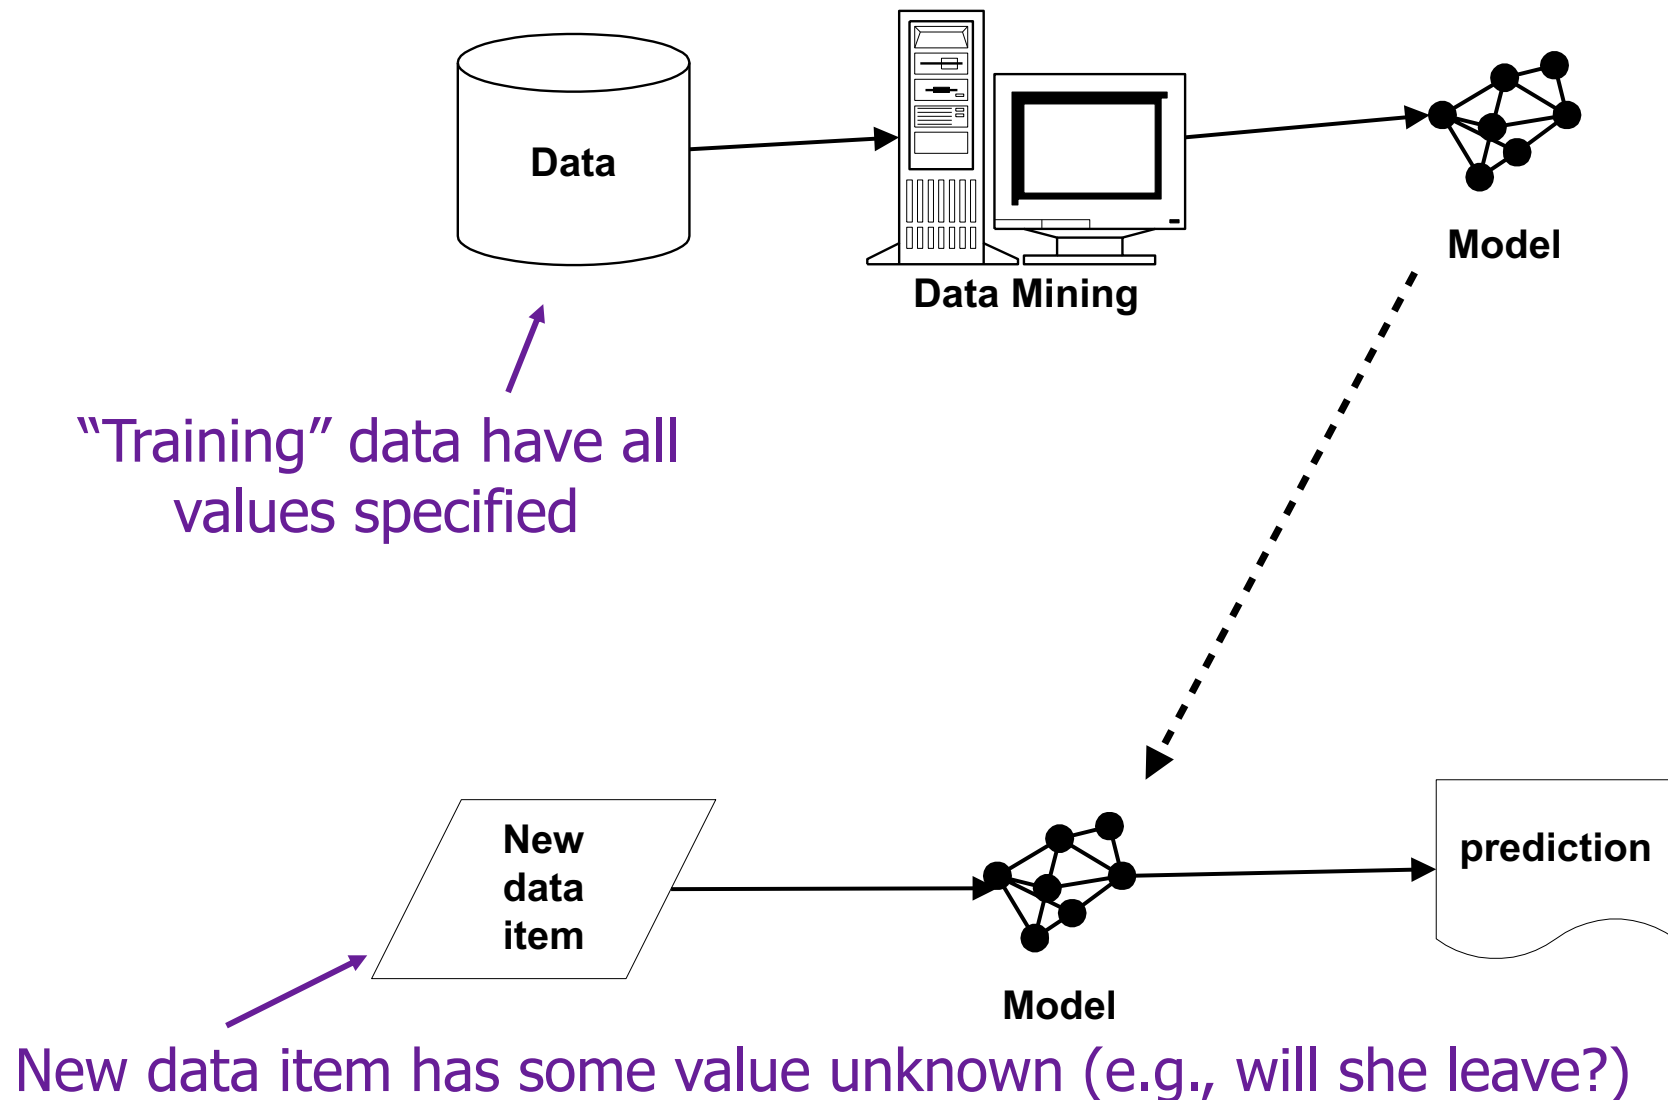 Data
Data Mining
Model
“Training” data have all
values specified
New
data
item
Model
prediction
New data item has some value unknown (e.g., will she leave?)